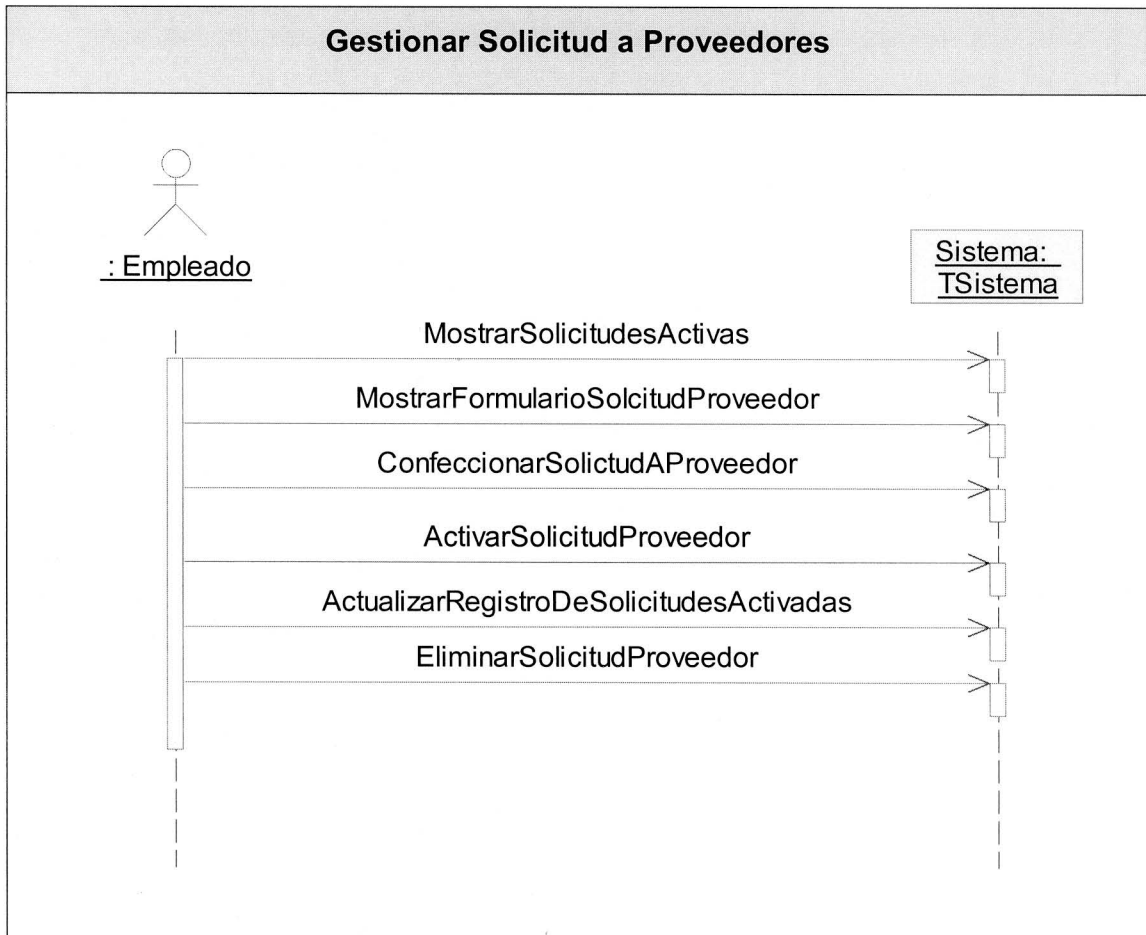 Gestionar Solicitud a Proveedores
: Empleado
Sistema:
TSistema
MostrarSolicitudesActivas
MostrarFormularioSolcitudProveedor
ConfeccionarSolictudAProveedor
ActivarSolicitudProveedor
ActualizarRegistroDeSolicitudesActivadas
EliminarSolicitudProveedor